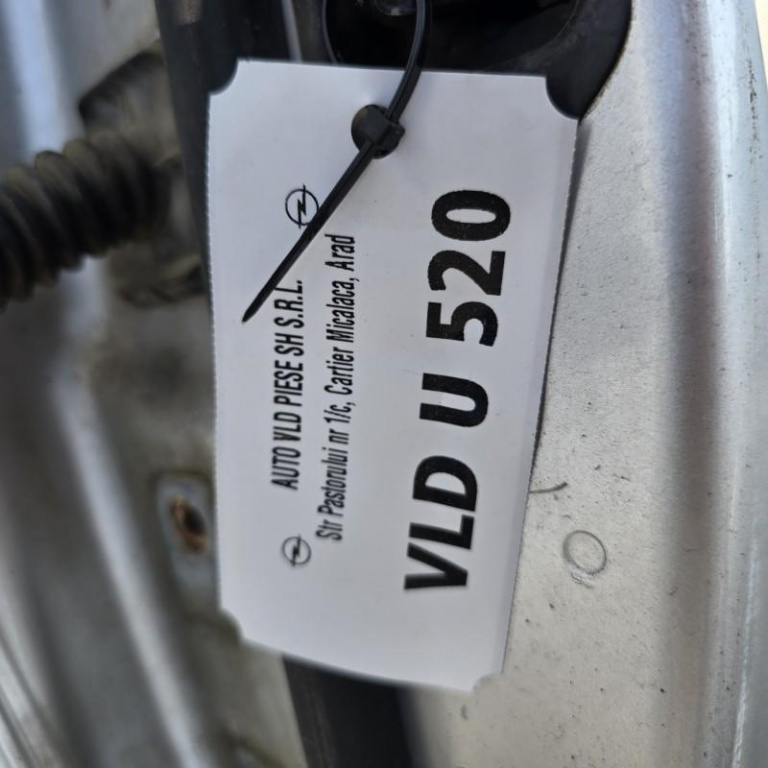 AUTO VLD PIESE SH S.R.L.
Str Pastorului nr 1/c, Cartier Micalaca, Arad
VLD U 520